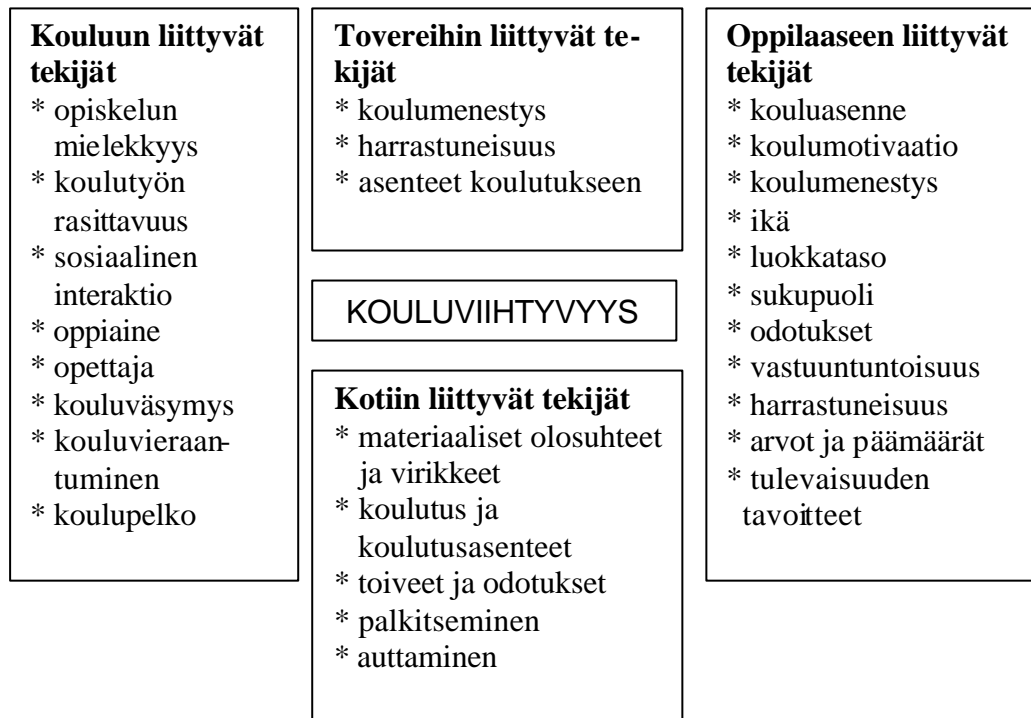 Kouluun liittyvät
tekijät
* opiskelun
mielekkyys
* koulutyön
rasittavuus
* sosiaalinen
interaktio
* oppiaine
* opettaja
* kouluväsymys
* kouluvieraan-
tuminen
* koulupelko
Tovereihin liittyvät te-
kijät
* koulumenestys
* harrastuneisuus
* asenteet koulutukseen
KOULUVIIHTYVYYS
Kotiin liittyvät tekijät
* materiaaliset olosuhteet
ja virikkeet
* koulutus ja
koulutusasenteet
* toiveet ja odotukset
* palkitseminen
* auttaminen
Oppilaaseen liittyvät
tekijät
* kouluasenne
* koulumotivaatio
* koulumenestys
* ikä
* luokkataso
* sukupuoli
* odotukset
* vastuuntuntoisuus
* harrastuneisuus
* arvot ja päämäärät
* tulevaisuuden
tavoitteet